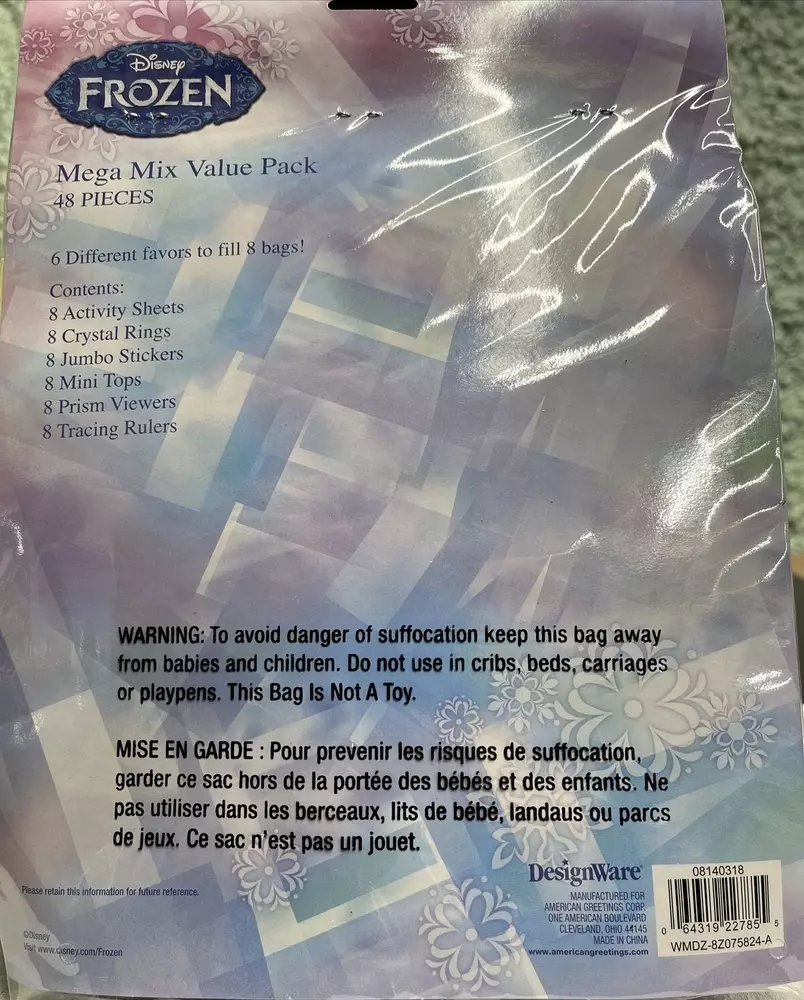 Disney
FROZEN
Mega Mix Value Pack
48 PIECES
6 Different favors to fill 8 bags!
Contents:
8 Activity Sheets
8 Crystal Rings
8 Jumbo Stickers
8 Mini Tops
8 Prism Viewers
8 Tracing Rulers
WARNING: To avoid danger of suffocation keep this bag away
from babies and children. Do not use in cribs, beds, carriages
or playpens. This Bag Is Not A Toy.
MISE EN GARDE : Pour prevenir les risques de suffocation,
garder ce sac hors de la portée des bébés et des enfants. Ne
pas utiliser dans les berceaux, lits de bébé, landaus ou parcs
de jeux. Ce sac n'est pas un jouet.
Please retain this information for future reference.
©Disney
Visit www.disney.com/Frozen
DesignWare®
MANUFACTURED FOR
AMERICAN GREETINGS CORP.
ONE AMERICAN BOULEVARD
CLEVELAND, OHIO 44145
MADE IN CHINA
www.americangreetings.com
08140318
0 64319 22785 5
WMDZ-8Z075824-A